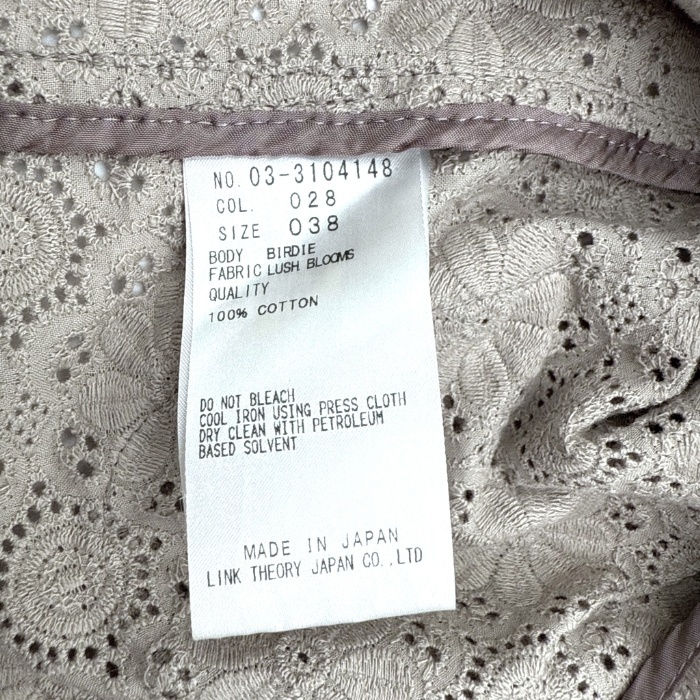 NO. 03-3104148
COL. 028
SIZE 038
BODY BIRDIE
FABRIC LUSH BLOOMS
QUALITY
100% COTTON
DO NOT BLEACH
COOL IRON USING PRESS CLOTH
DRY CLEAN WITH PETROLEUM
BASED SOLVENT
MADE IN JAPAN
LINK THEORY JAPAN CO.,LTD